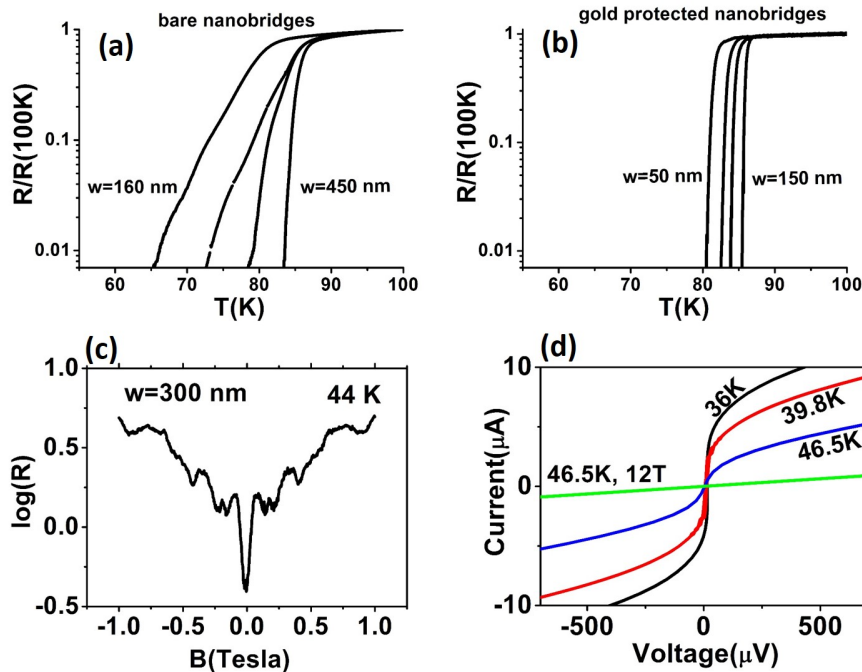 bare nanobridges
(a)
R/R(100K)
1
0.1
0.01
w=160 nm
w=450 nm
60 70 80 90 100
T(K)
gold protected nanobridges
(b)
R/R(100K)
1
0.1
0.01
w=50 nm
w=150 nm
60 70 80 90 100
T(K)
(c)
w=300 nm 44 K
log(R)
1.0
0.5
0.0
-0.5
-1.0 -0.5 0.0 0.5 1.0
B(Tesla)
(d)
Current(μA)
10
0
-10
36K
39.8K
46.5K
46.5K, 12T
-500 0 500
Voltage(μV)